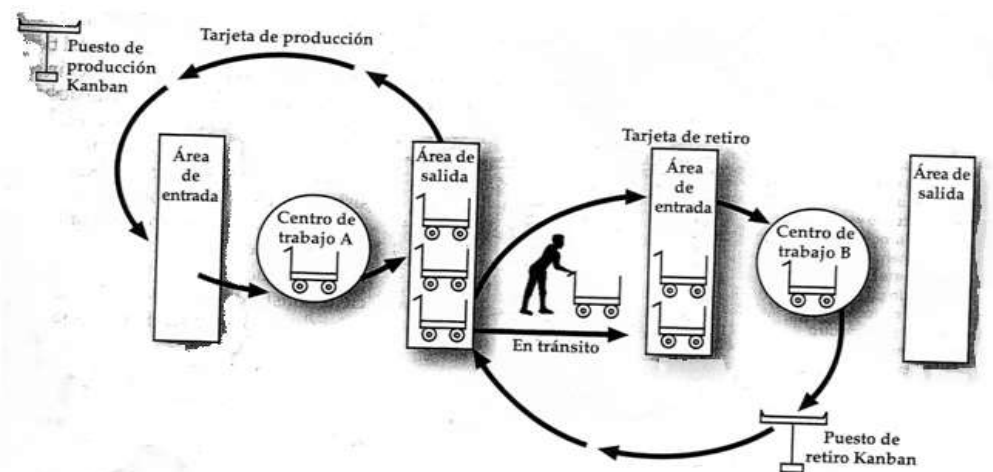 Puesto de
producción
Kanban
Tarjeta de producción
Área
de
entrada
Centro de
trabajo A
Área de
salida
En tránsito
Tarjeta de retiro
Área
de
entrada
Centro de
trabajo B
Área de
salida
Puesto de
retiro Kanban